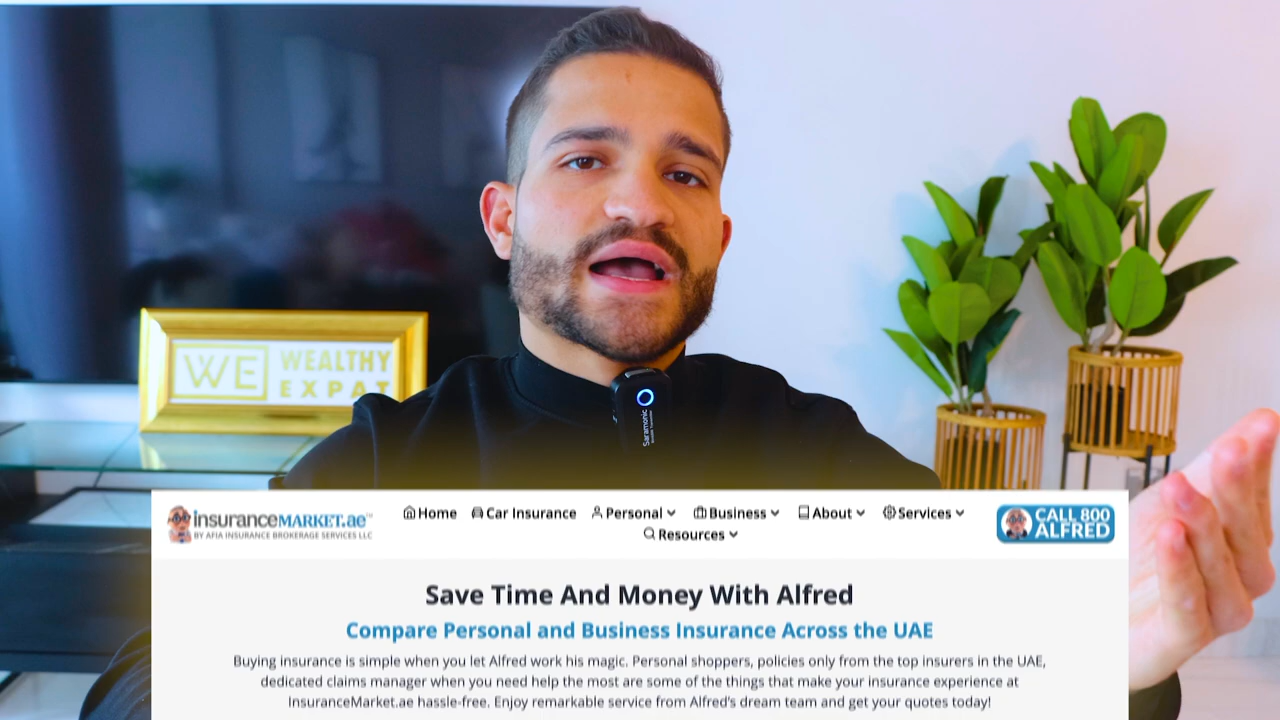 WE WEALTHY
EXPAT
Saramonic
insuranceMARKET.ae™
BY AFIA INSURANCE BROKERAGE SERVICES LLC
Home Car Insurance Personal Business About Services
Resources
CALL 800
ALFRED
Save Time And Money With Alfred
Compare Personal and Business Insurance Across the UAE
Buying insurance is simple when you let Alfred work his magic. Personal shoppers, policies only from the top insurers in the UAE,
dedicated claims manager when you need help the most are some of the things that make your insurance experience at
InsuranceMarket.ae hassle-free. Enjoy remarkable service from Alfred's dream team and get your quotes today!